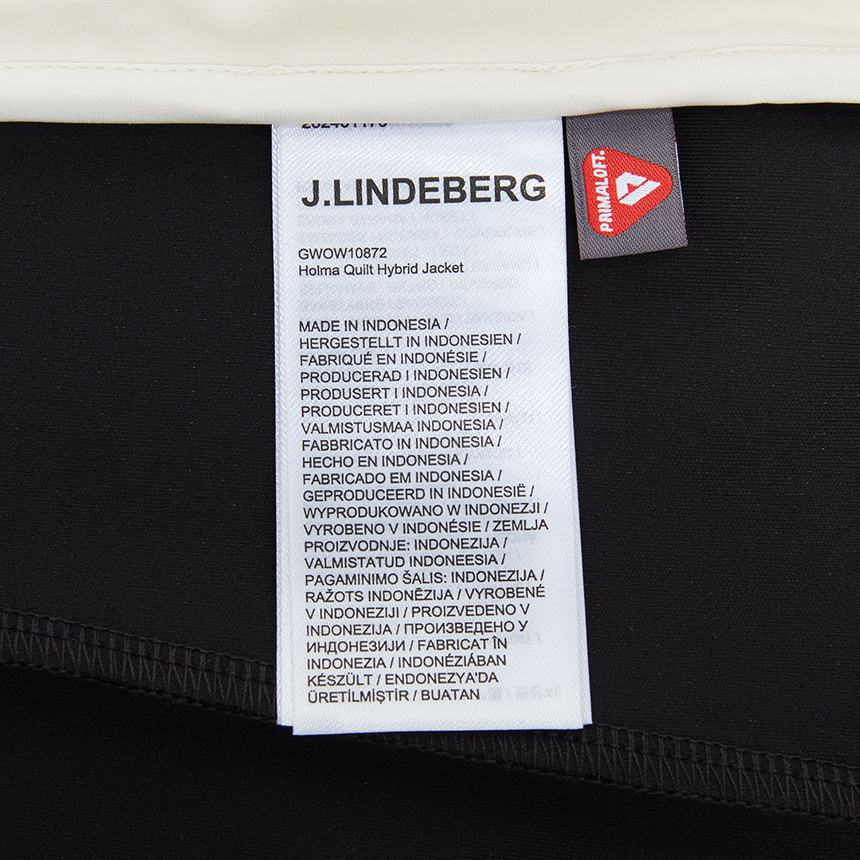 J.LINDEBERG
PRIMALOFT.
GWOW10872
Holma Quilt Hybrid Jacket
MADE IN INDONESIA /
HERGESTELLT IN INDONESIEN /
FABRIQUÉ EN INDONÉSIE /
PRODUCERAD I INDONESIEN /
PRODUSERT I INDONESIA /
PRODUCERET I INDONESIEN /
VALMISTUSMAA INDONESIA /
FABBRICATO IN INDONESIA /
HECHO EN INDONESIA /
FABRICADO EM INDONESIA /
GEPRODUCEERD IN INDONESIË /
WYPRODUKOWANO W INDONEZJI /
VYROBENO V INDONÉSIE / ZEMLJA
PROIZVODNJE: INDONEZIJA /
VALMISTATUD INDONEESIA /
PAGAMINIMO ŠALIS: INDONEZIJA /
RAŽOTS INDONĒZIJA / VYROBENÉ
V INDONEZIJI / PROIZVEDENO V
INDONEZIJA / ПРОИЗВЕДЕНО У
ИНДОНЕЗИЈИ / FABRICAT ÎN
INDONEZIA / INDONÉZIÁBAN
KÉSZÜLT / ENDONEZYA'DA
ÜRETİLMİŞTİR / BUATAN